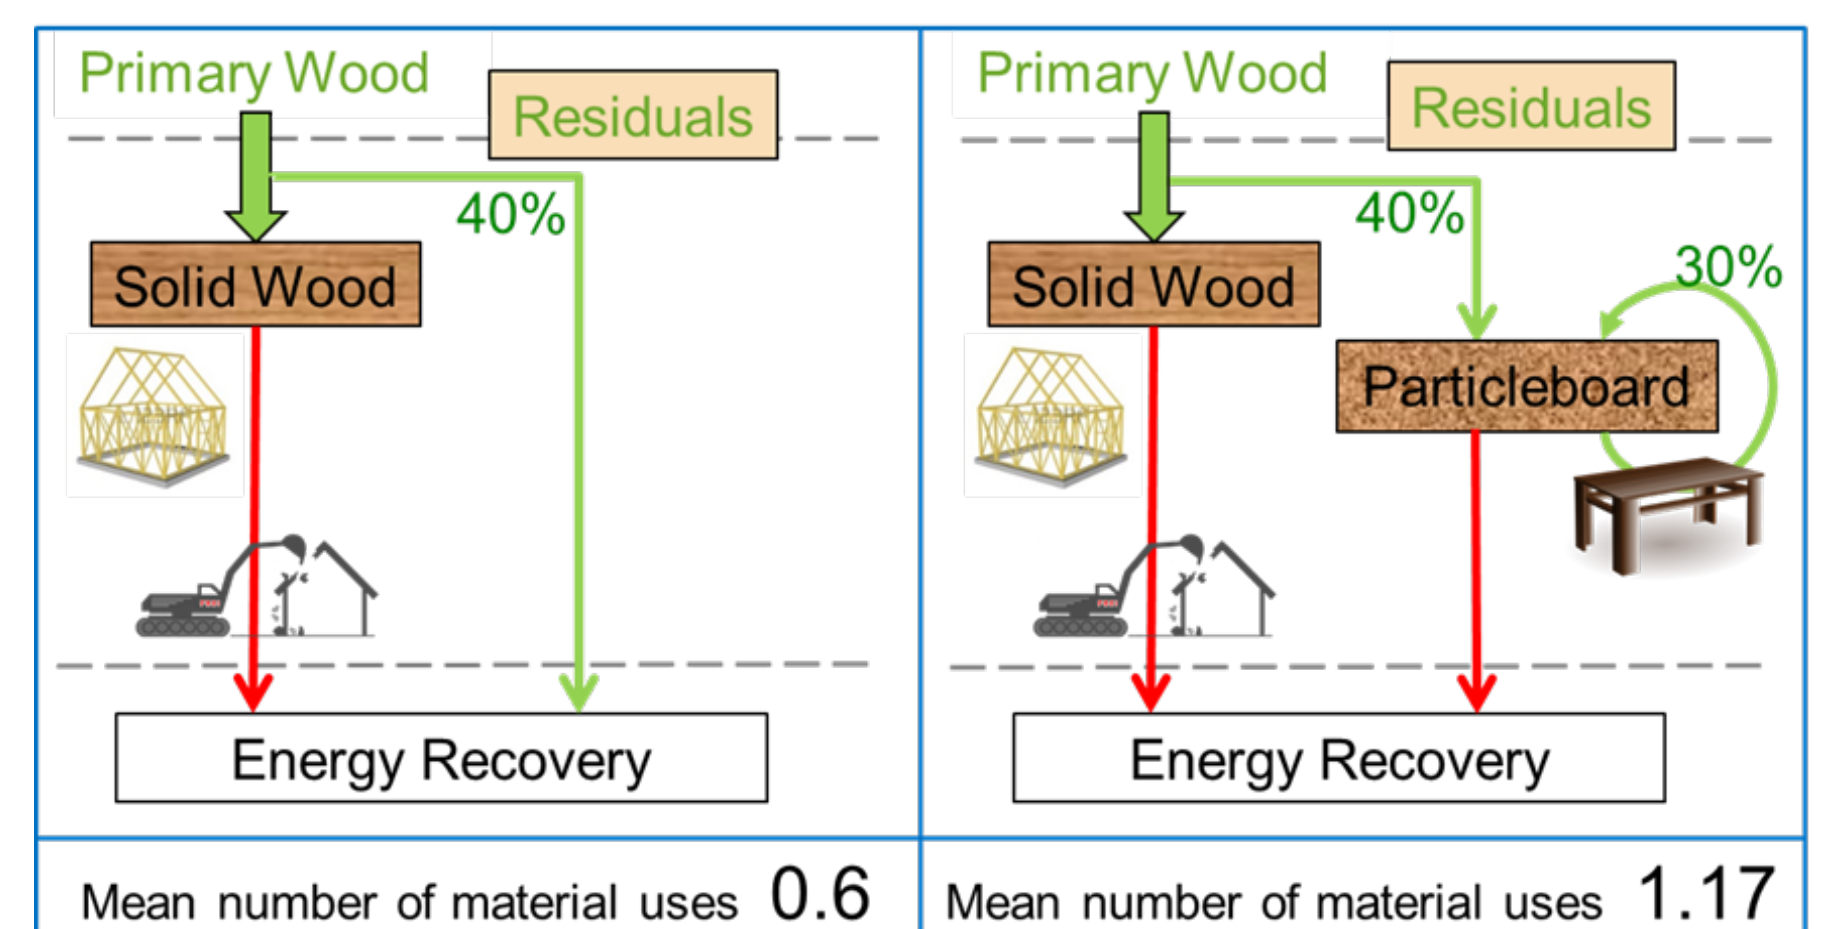 Primary Wood
Residuals
40%
Solid Wood
Energy Recovery
Mean number of material uses 0.6
Primary Wood
Residuals
40%
30%
Solid Wood
Particleboard
Energy Recovery
Mean number of material uses 1.17